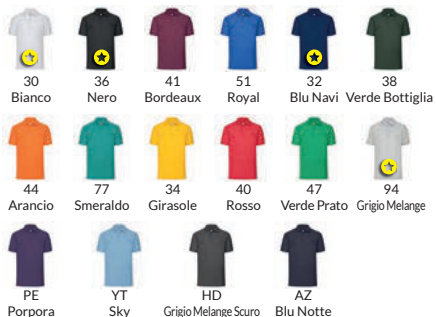 30 36 41 51 32 38
Bianco Nero Bordeaux Royal Blu Navi Verde Bottiglia
44 77 34 40 47 94
Arancio Smeraldo Girasole Rosso Verde Prato Grigio Melange
PE YT HD AZ
Porpora Sky Grigio Melange Scuro Blu Notte